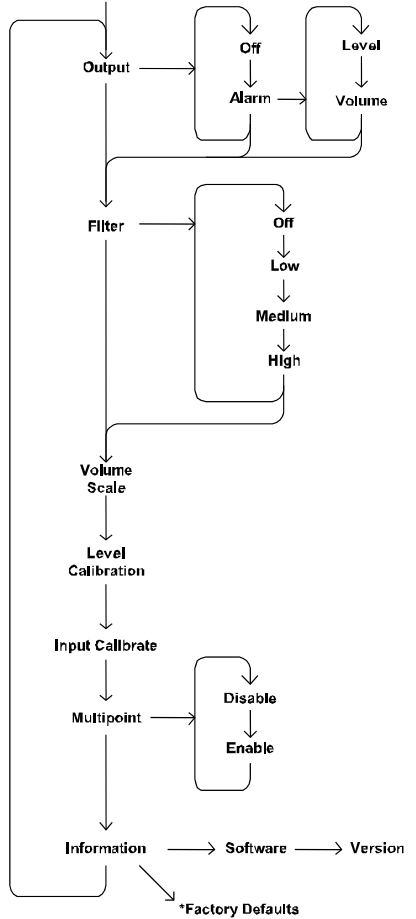 Off
Level
Output
Alarm
Volume
Filter
Off
Low
Medium
High
Volume
Scale
Level
Calibration
Input Calibrate
Multipoint
Disable
Enable
Information
Software
Version
*Factory Defaults